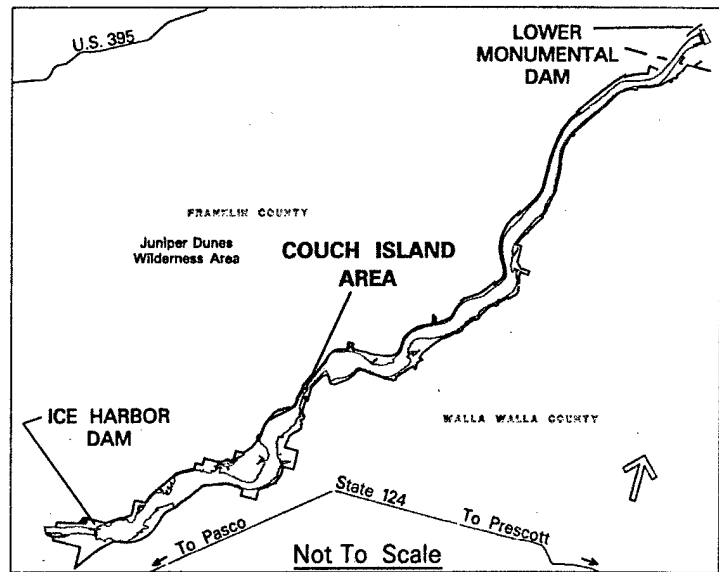 U.S. 395
LOWER
MONUMENTAL
DAM
FRANKLIN COUNTY
Juniper Dunes
Wilderness Area
COUCH ISLAND
AREA
ICE HARBOR
DAM
WALLA WALLA COUNTY
State 124
To Pasco
To Prescott
Not To Scale